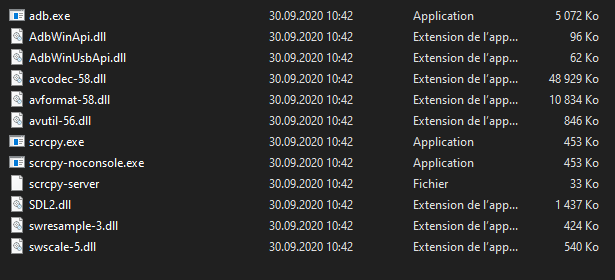 adb.exe 30.09.2020 10:42 Application 5 072 Ko
AdbWinApi.dll 30.09.2020 10:42 Extension de l'app... 96 Ko
AdbWinUsbApi.dll 30.09.2020 10:42 Extension de l'app... 62 Ko
avcodec-58.dll 30.09.2020 10:42 Extension de l'app... 48 929 Ko
avformat-58.dll 30.09.2020 10:42 Extension de l'app... 10 834 Ko
avutil-56.dll 30.09.2020 10:42 Extension de l'app... 846 Ko
scrcpy.exe 30.09.2020 10:42 Application 453 Ko
scrcpy-noconsole.exe 30.09.2020 10:42 Application 453 Ko
scrcpy-server 30.09.2020 10:42 Fichier 33 Ko
SDL2.dll 30.09.2020 10:42 Extension de l'app... 1 437 Ko
swresample-3.dll 30.09.2020 10:42 Extension de l'app... 424 Ko
swscale-5.dll 30.09.2020 10:42 Extension de l'app... 540 Ko